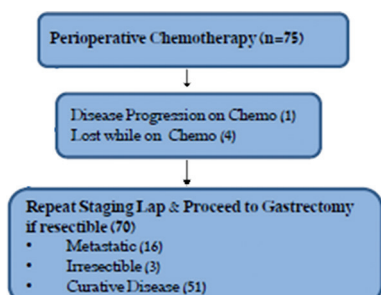 Perioperative Chemotherapy (n=75)
Disease Progression on Chemo (1)
Lost while on Chemo (4)
Repeat Staging Lap & Proceed to Gastrectomy
if resectible (70)
• Metastatic (16)
• Irresectible (3)
• Curative Disease (51)